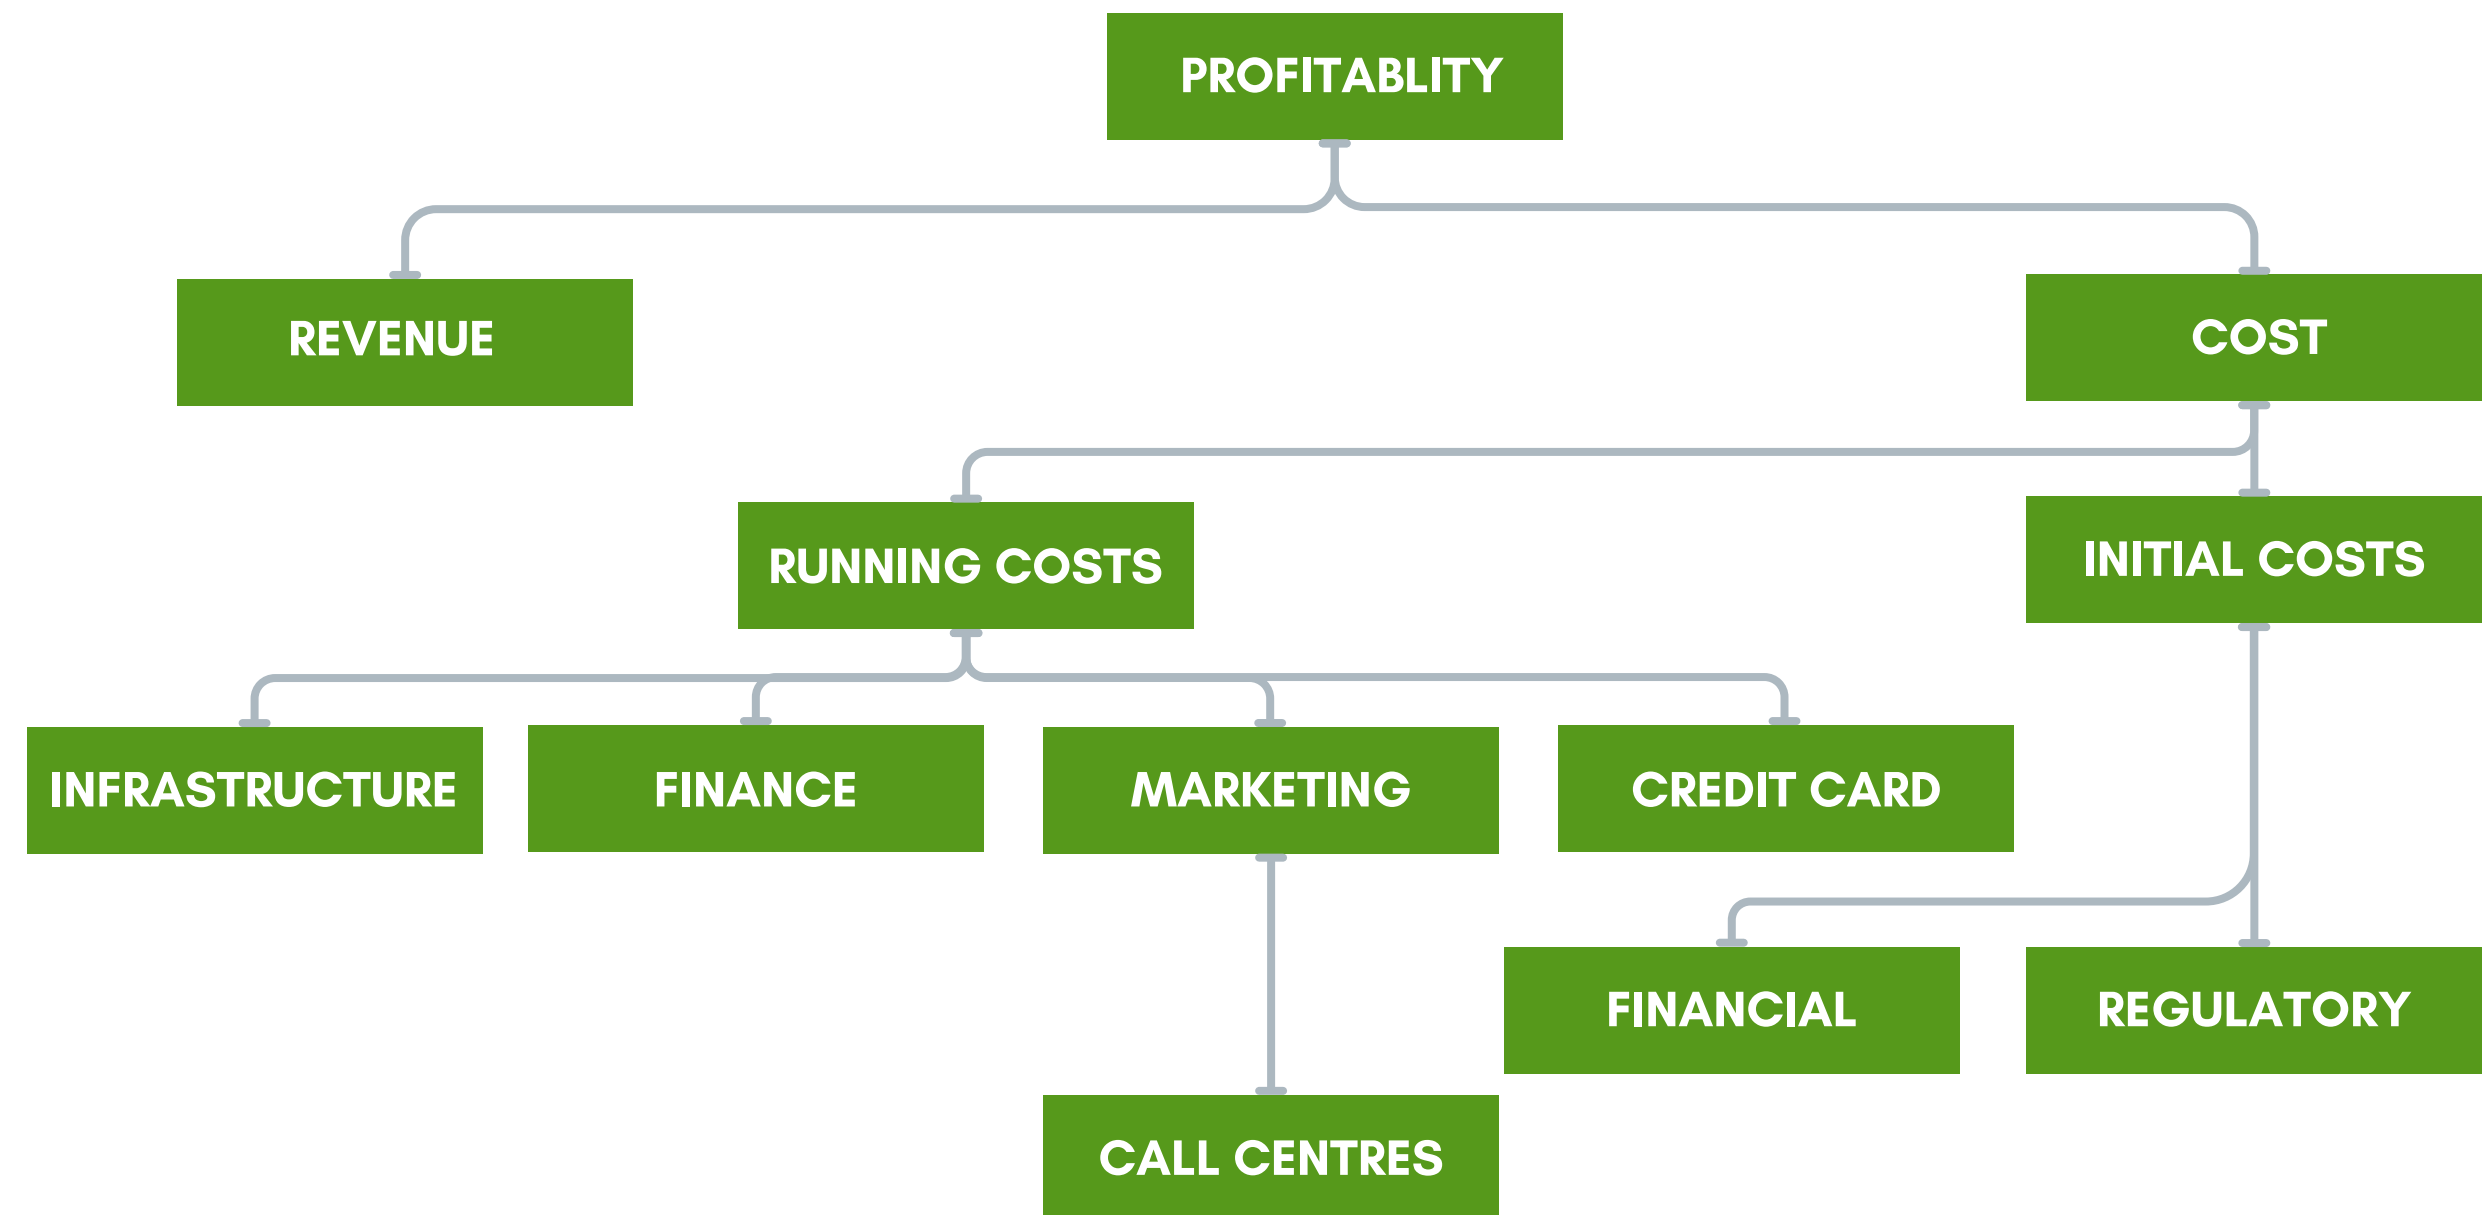 PROFITABLITY
REVENUE
COST
RUNNING COSTS
INITIAL COSTS
INFRASTRUCTURE
FINANCE
MARKETING
CREDIT CARD
FINANCIAL
REGULATORY
CALL CENTRES